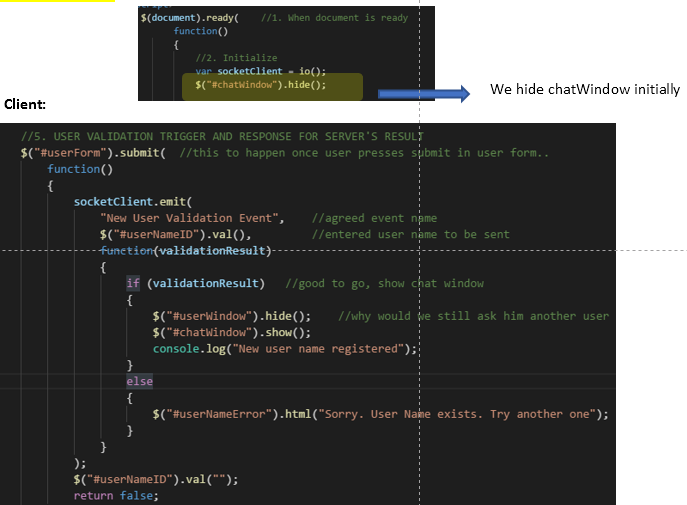 $(document).ready(    //1. When document is ready
function()
{
//2. Initialize
var socketClient = io();
$("#chatWindow").hide();
We hide chatWindow initially
Client:
//5. USER VALIDATION TRIGGER AND RESPONSE FOR SERVER'S RESULT
$("#userForm").submit(  //this to happen once user presses submit in user form..
function()
{
socketClient.emit(
"New User Validation Event",    //agreed event name
$("#userNameID").val(),         //entered user name to be sent
function(validationResult)
{
if (validationResult)   //good to go, show chat window
{
$("#userWindow").hide();    //why would we still ask him another user
$("#chatWindow").show();
console.log("New user name registered");
}
else
{
$("#userNameError").html("Sorry. User Name exists. Try another one");
}
}
);
$("#userNameID").val("");
return false;